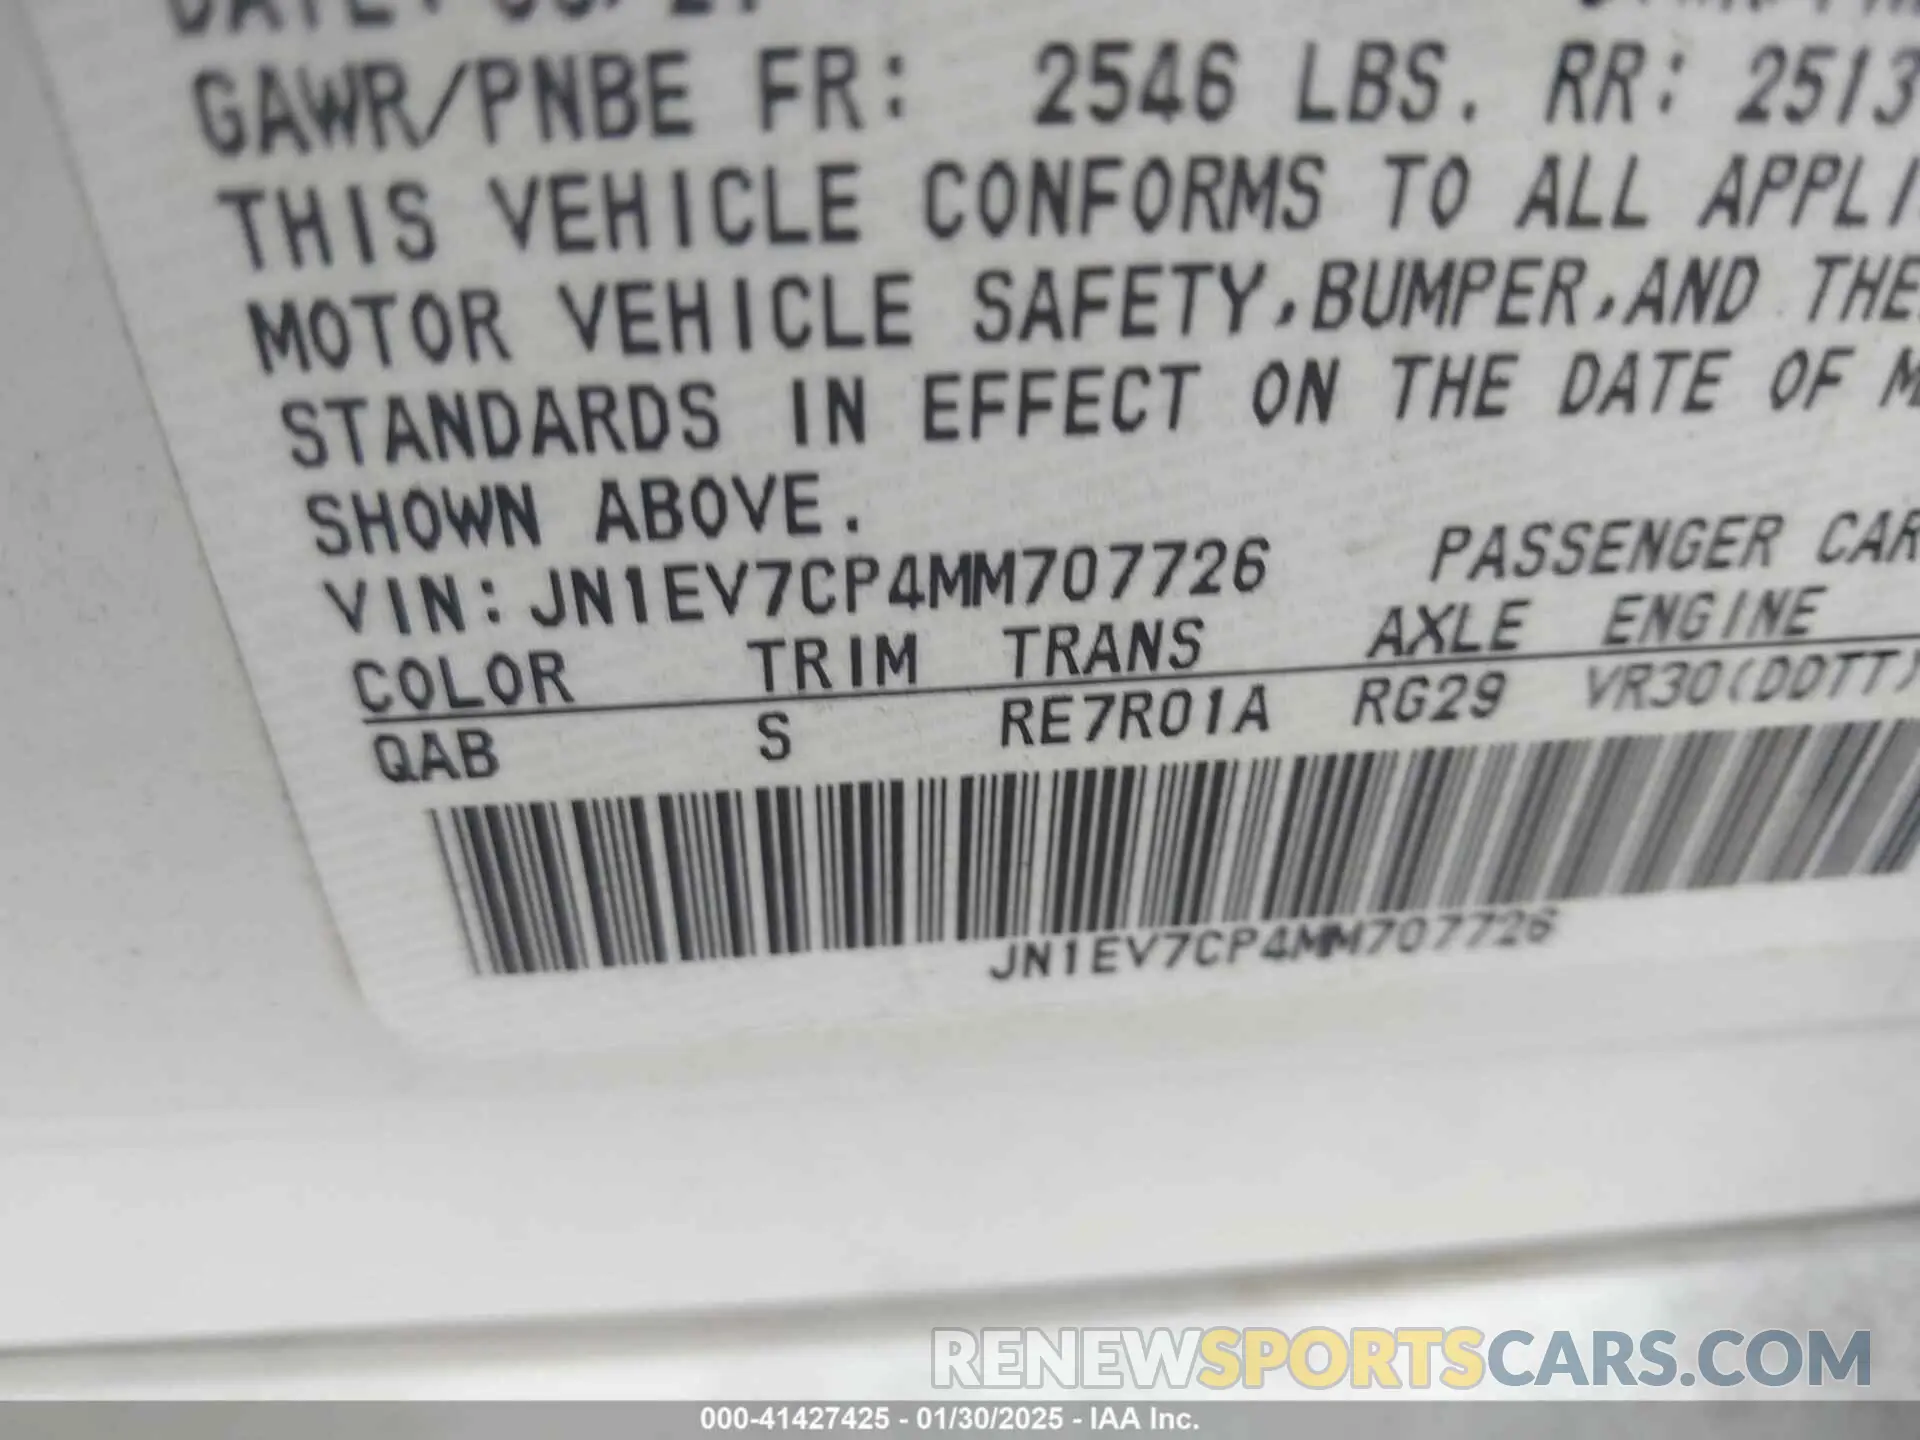 GAWR/PNBE FR: 2546 LBS. RR: 2513
THIS VEHICLE CONFORMS TO ALL APPLI
MOTOR VEHICLE SAFETY,BUMPER,AND THE
STANDARDS IN EFFECT ON THE DATE OF M
SHOWN ABOVE.
VIN:JN1EV7CP4MM707726 PASSENGER CAR
COLOR TRIM TRANS AXLE ENGINE
QAB S RE7R01A RG29 VR30(DDTT)
JN1EV7CP4MM707726
RENEWSPORTSCARS.COM
000-41427425 - 01/30/2025 - IAA Inc.